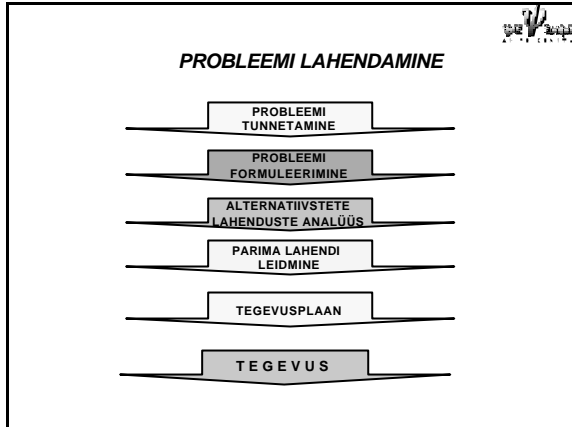 PROBLEEMI LAHENDAMINE
PROBLEEMI
TUNNETAMINE
PROBLEEMI
FORMULEERIMINE
ALTERNATIIVSTETE
LAHENDUSTE ANALÜÜS
PARIMA LAHENDI
LEIDMINE
TEGEVUSPLAAN
T E G E V U S